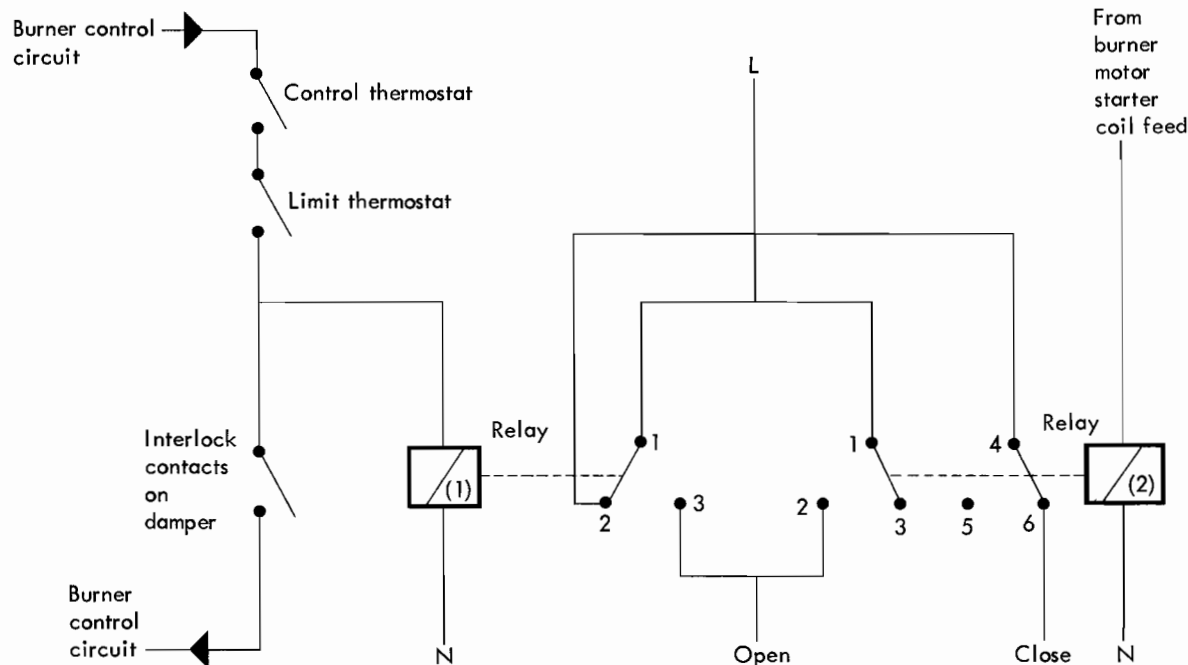 Burner control
circuit
Control thermostat
Limit thermostat
L
From
burner
motor
starter
coil feed
Interlock
contacts
on
damper
Relay
(1)
1
2
3
1
2
3
4
5
6
Relay
(2)
Burner
control
circuit
N
Open
Close
N